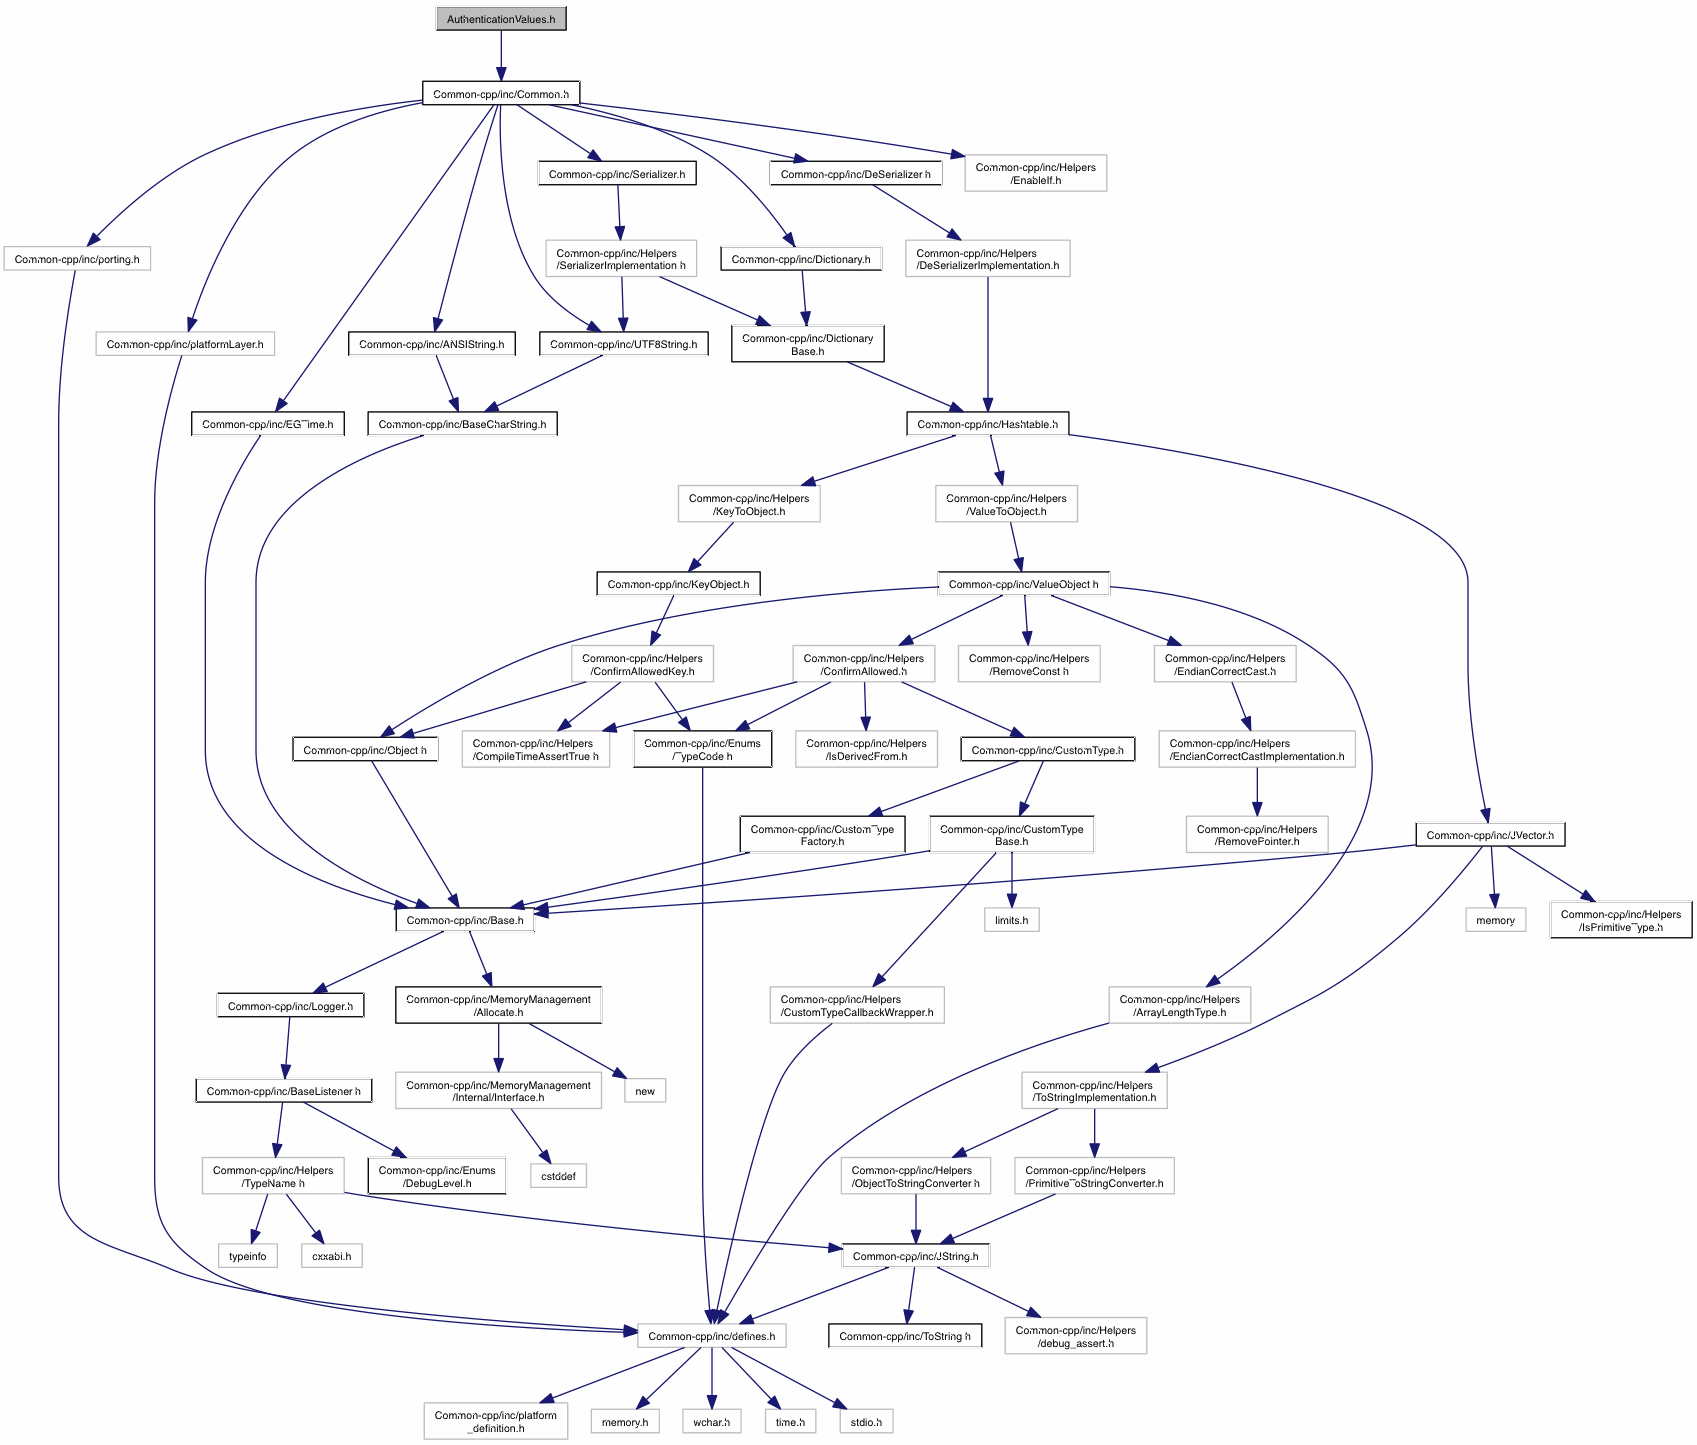 AuthenticationValues.h
Common-cpp/inc/Common.h
Common-cpp/inc/Helpers
/EnableIf.h
Common-cpp/inc/Serializer.h
Common-cpp/inc/DeSerializer.h
Common-cpp/inc/porting.h
Common-cpp/inc/Helpers
/SerializerImplementation.h
Common-cpp/inc/Dictionary.h
Common-cpp/inc/Helpers
/DeSerializerImplementation.h
Common-cpp/inc/platformLayer.h
Common-cpp/inc/ANSIString.h
Common-cpp/inc/UTF8String.h
Common-cpp/inc/Dictionary
Base.h
Common-cpp/inc/EGTime.h
Common-cpp/inc/BaseCharString.h
Common-cpp/inc/Hashtable.h
Common-cpp/inc/Helpers
/KeyToObject.h
Common-cpp/inc/Helpers
/ValueToObject.h
Common-cpp/inc/KeyObject.h
Common-cpp/inc/ValueObject.h
Common-cpp/inc/Helpers
/ConfirmAllowedKey.h
Common-cpp/inc/Helpers
/ConfirmAllowed.h
Common-cpp/inc/Helpers
/RemoveConst.h
Common-cpp/inc/Helpers
/EndianCorrectCast.h
Common-cpp/inc/Object.h
Common-cpp/inc/Helpers
/CompileTimeAssertTrue.h
Common-cpp/inc/Enums
/TypeCode.h
Common-cpp/inc/Helpers
/IsDerivedFrom.h
Common-cpp/inc/CustomType.h
Common-cpp/inc/Helpers
/EndianCorrectCastImplementation.h
Common-cpp/inc/CustomType
Factory.h
Common-cpp/inc/CustomType
Base.h
Common-cpp/inc/Helpers
/RemovePointer.h
Common-cpp/inc/JVector.h
Common-cpp/inc/Base.h
limits.h
memory
Common-cpp/inc/Helpers
/IsPrimitiveType.h
Common-cpp/inc/Logger.h
Common-cpp/inc/MemoryManagement
/Allocate.h
Common-cpp/inc/Helpers
/CustomTypeCallbackWrapper.h
Common-cpp/inc/Helpers
/ArrayLengthType.h
Common-cpp/inc/BaseListener.h
Common-cpp/inc/MemoryManagement
/Internal/Interface.h
new
Common-cpp/inc/Helpers
/ToStringImplementation.h
Common-cpp/inc/Helpers
/TypeName.h
Common-cpp/inc/Enums
/DebugLevel.h
cstddef
Common-cpp/inc/Helpers
/ObjectToStringConverter.h
Common-cpp/inc/Helpers
/PrimitiveToStringConverter.h
typeinfo
cxxabi.h
Common-cpp/inc/JString.h
Common-cpp/inc/defines.h
Common-cpp/inc/ToString.h
Common-cpp/inc/Helpers
/debug_assert.h
Common-cpp/inc/platform
_definition.h
memory.h
wchar.h
time.h
stdio.h